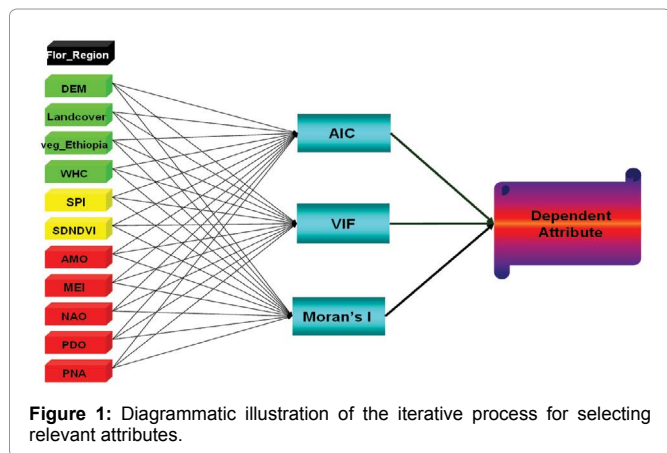 Flor_Region
DEM
Landcover
veg_Ethiopia
WHC
SPI
SDNDVI
AMO
MEI
NAO
PDO
PNA
AIC
VIF
Moran's I
Dependent
Attribute
Figure 1: Diagrammatic illustration of the iterative process for selecting
relevant attributes.